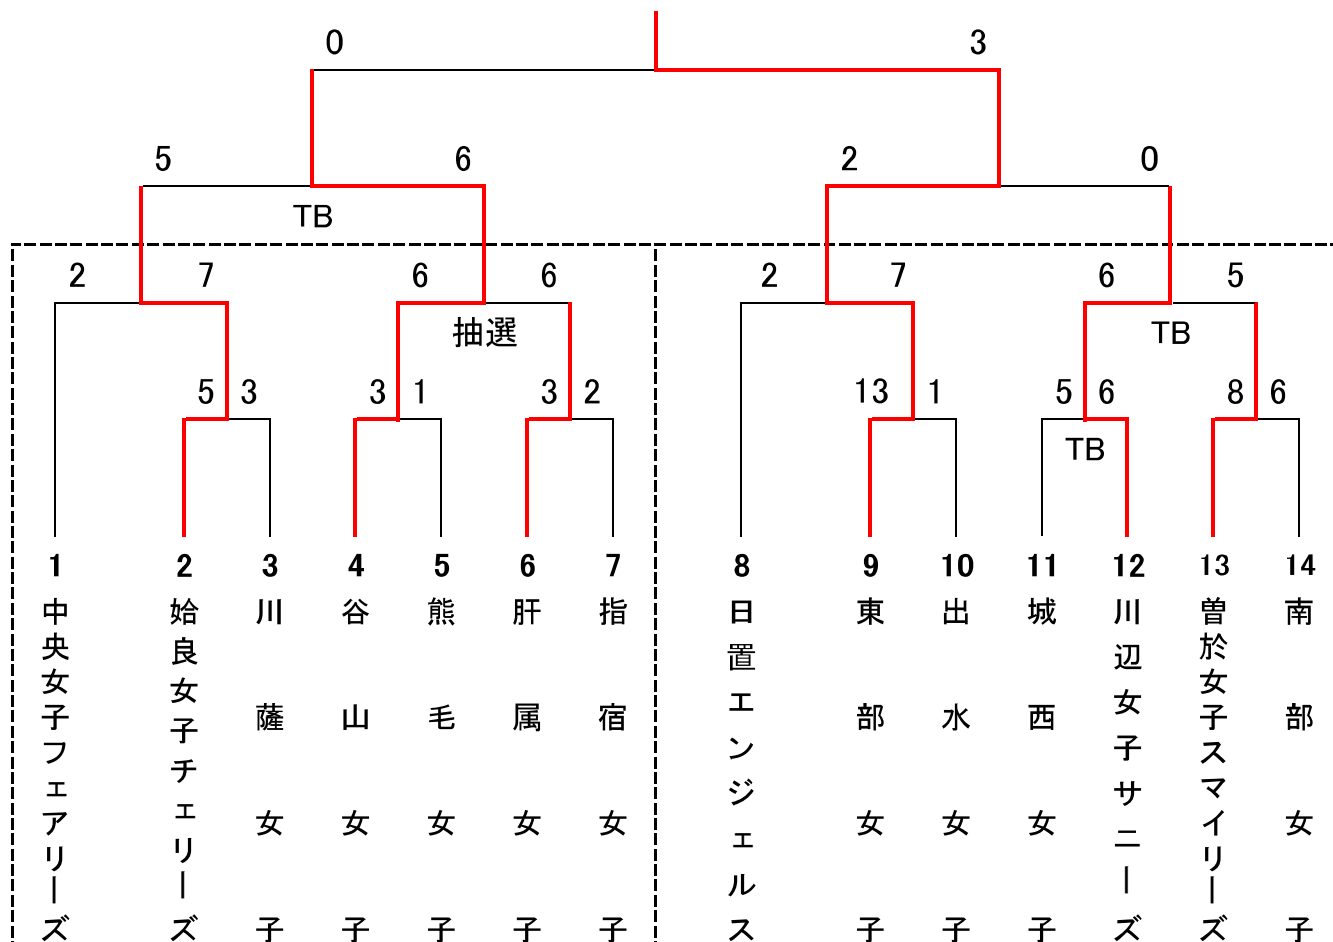 0 3
5 6 2 0
TB
2 7 6 6 2 7 6 5
抽選 TB
5 3 3 1 3 2 13 1 5 6 8 6
TB
1 2 3 4 5 6 7 8 9 10 11 12 13 14
中央女子フェアリーズ
姶良女子チェリーズ
川薩女子
谷山女子
熊毛女子
肝属女子
指宿女子
日置エンジェルス
東部女子
出水女子
城西女子
川辺女子サニーズ
曽於女子スマイリーズ
南部女子